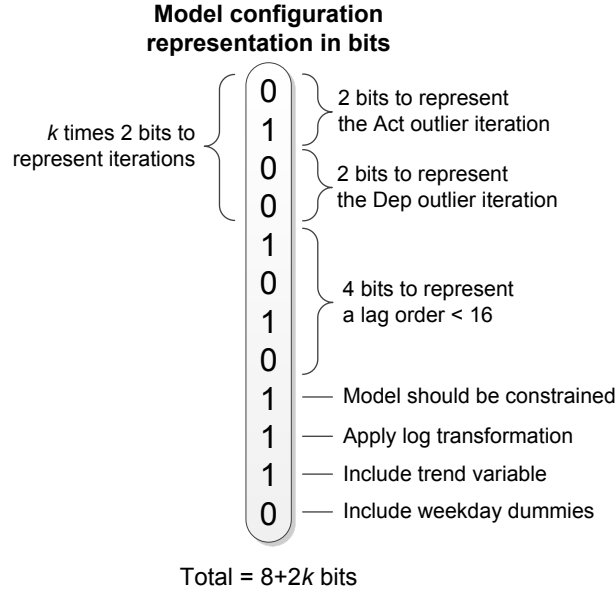 Model configuration
representation in bits
k times 2 bits to
represent iterations
0
1
0
0
1
0
1
0
1
1
1
0
2 bits to represent
the Act outlier iteration
2 bits to represent
the Dep outlier iteration
4 bits to represent
a lag order < 16
Model should be constrained
Apply log transformation
Include trend variable
Include weekday dummies
Total = 8+2k bits